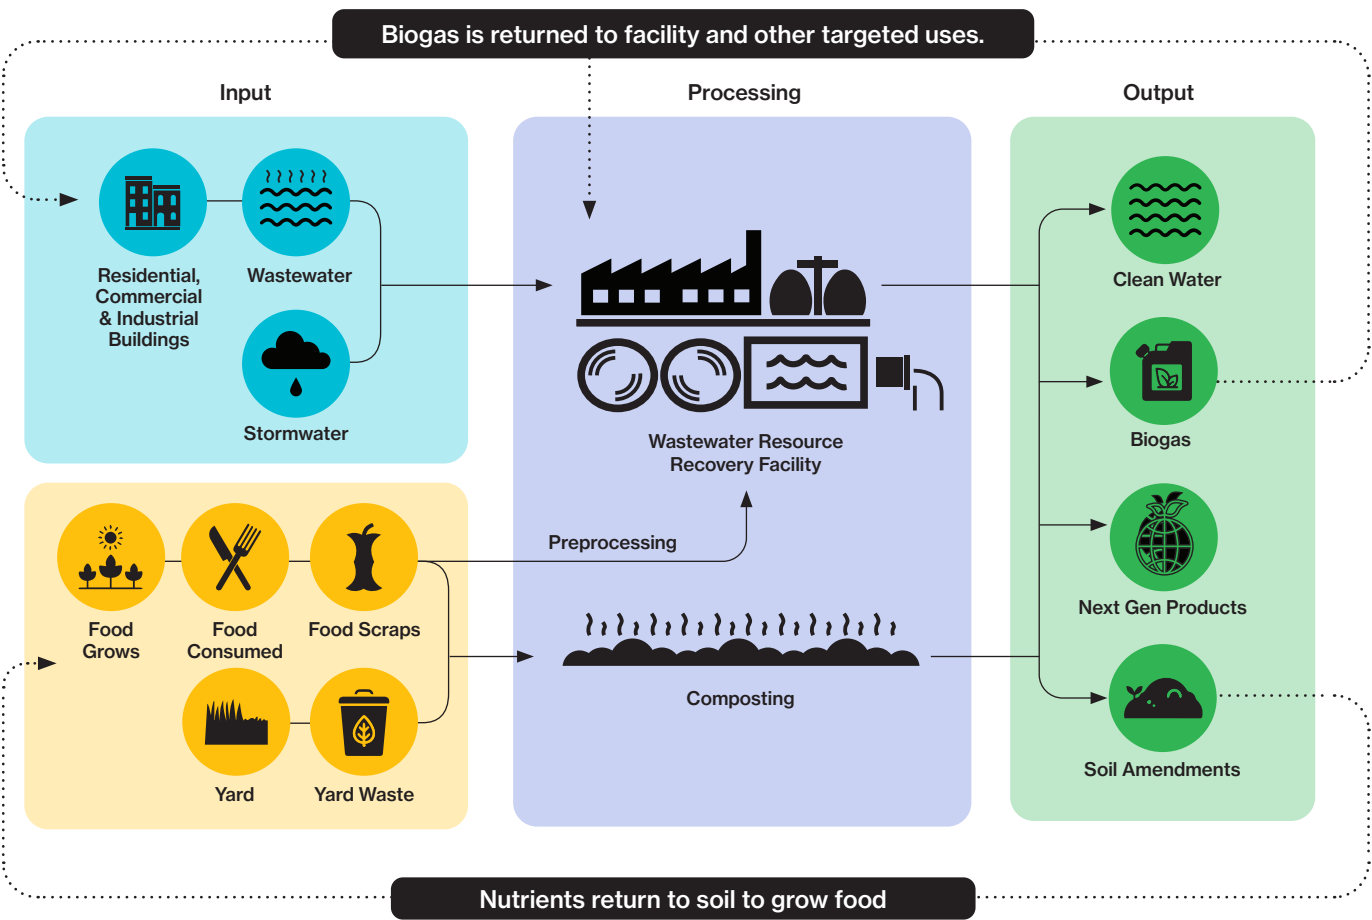 Biogas is returned to facility and other targeted uses.
Input
Processing
Output
Residential,
Commercial
& Industrial
Buildings
Wastewater
Stormwater
Wastewater Resource
Recovery Facility
Clean Water
Biogas
Food
Grows
Food
Consumed
Food Scraps
Preprocessing
Next Gen Products
Yard
Yard Waste
Composting
Soil Amendments
Nutrients return to soil to grow food